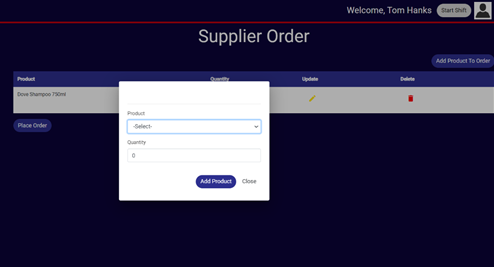 Welcome, Tom Hanks Start Shift
Supplier Order
Add Product To Order
Product Quantity Update Delete
Dove Shampoo 750ml
Place Order
Product
-Select-
Quantity
0
Add Product Close